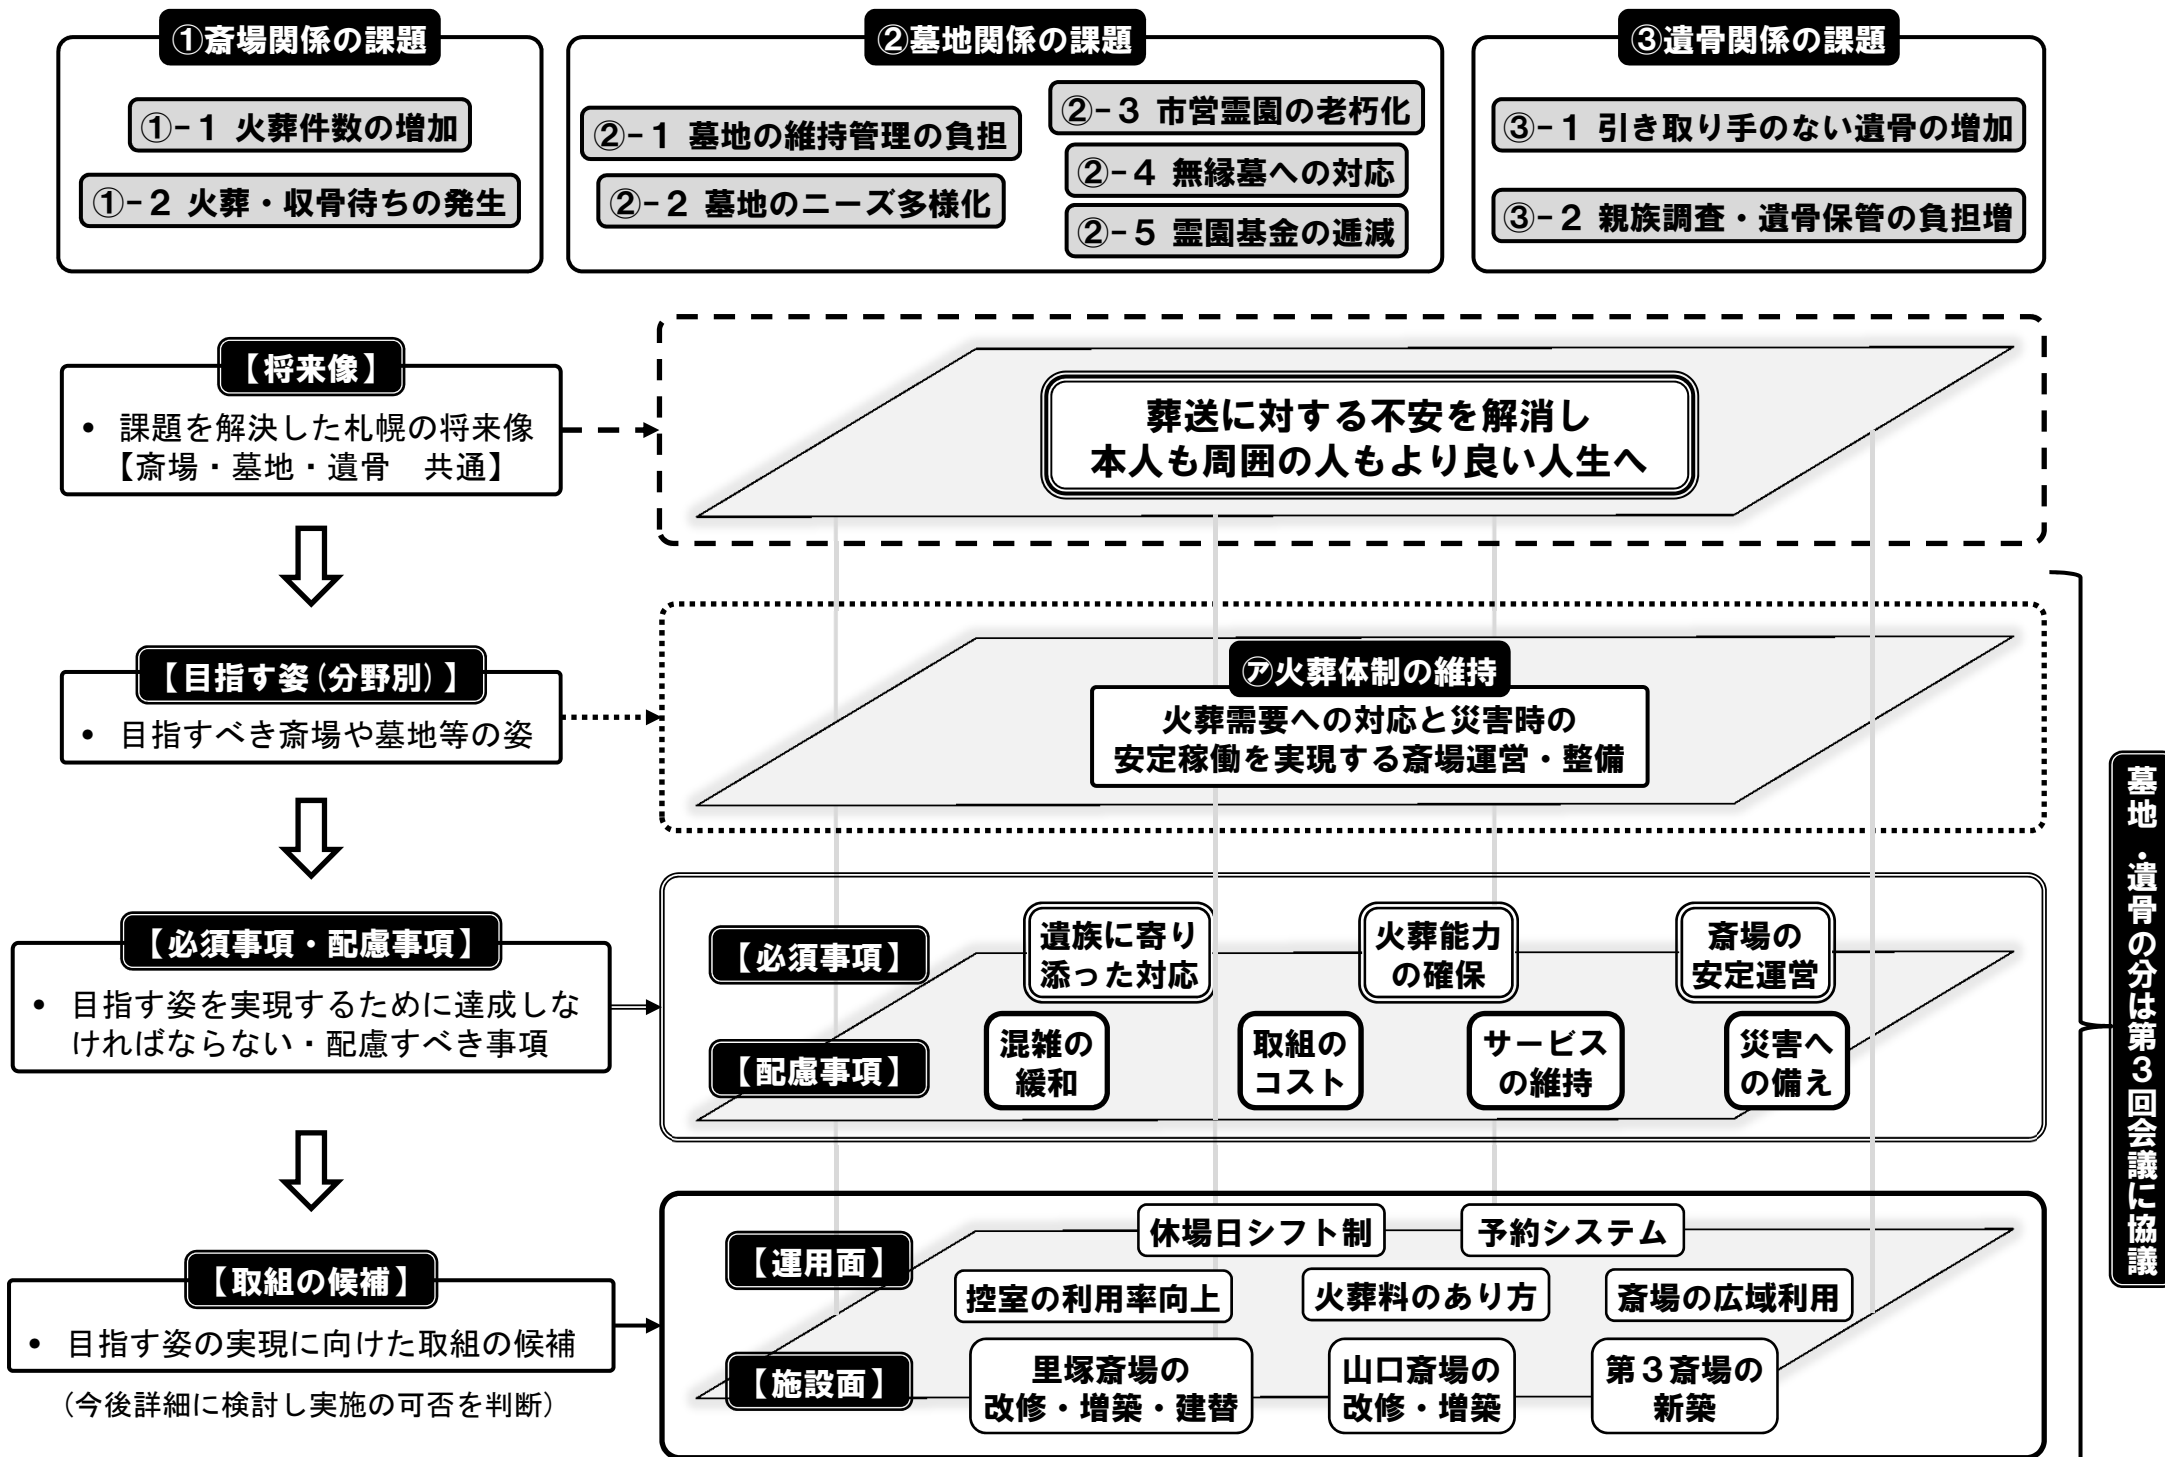 ①斎場関係の課題
①-1 火葬件数の増加
①-2 火葬・収骨待ちの発生
②墓地関係の課題
②-1 墓地の維持管理の負担
②-2 墓地のニーズ多様化
②-3 市営霊園の老朽化
②-4 無縁墓への対応
②-5 霊園基金の逓減
③遺骨関係の課題
③-1 引き取り手のない遺骨の増加
③-2 親族調査・遺骨保管の負担増
【将来像】
• 課題を解決した札幌の将来像
【斎場・墓地・遺骨　共通】
葬送に対する不安を解消し
本人も周囲の人もより良い人生へ
【目指す姿(分野別)】
• 目指すべき斎場や墓地等の姿
㋐火葬体制の維持
火葬需要への対応と災害時の
安定稼働を実現する斎場運営・整備
【必須事項・配慮事項】
• 目指す姿を実現するために達成しな
ければならない・配慮すべき事項
【必須事項】
遺族に寄り
添った対応
火葬能力
の確保
斎場の
安定運営
【配慮事項】
混雑の
緩和
取組の
コスト
サービス
の維持
災害へ
の備え
【取組の候補】
• 目指す姿の実現に向けた取組の候補
(今後詳細に検討し実施の可否を判断)
【運用面】
休場日シフト制
予約システム
控室の利用率向上
火葬料のあり方
斎場の広域利用
【施設面】
里塚斎場の
改修・増築・建替
山口斎場の
改修・増築
第３斎場の
新築
墓地・遺骨の分は第３回会議に協議